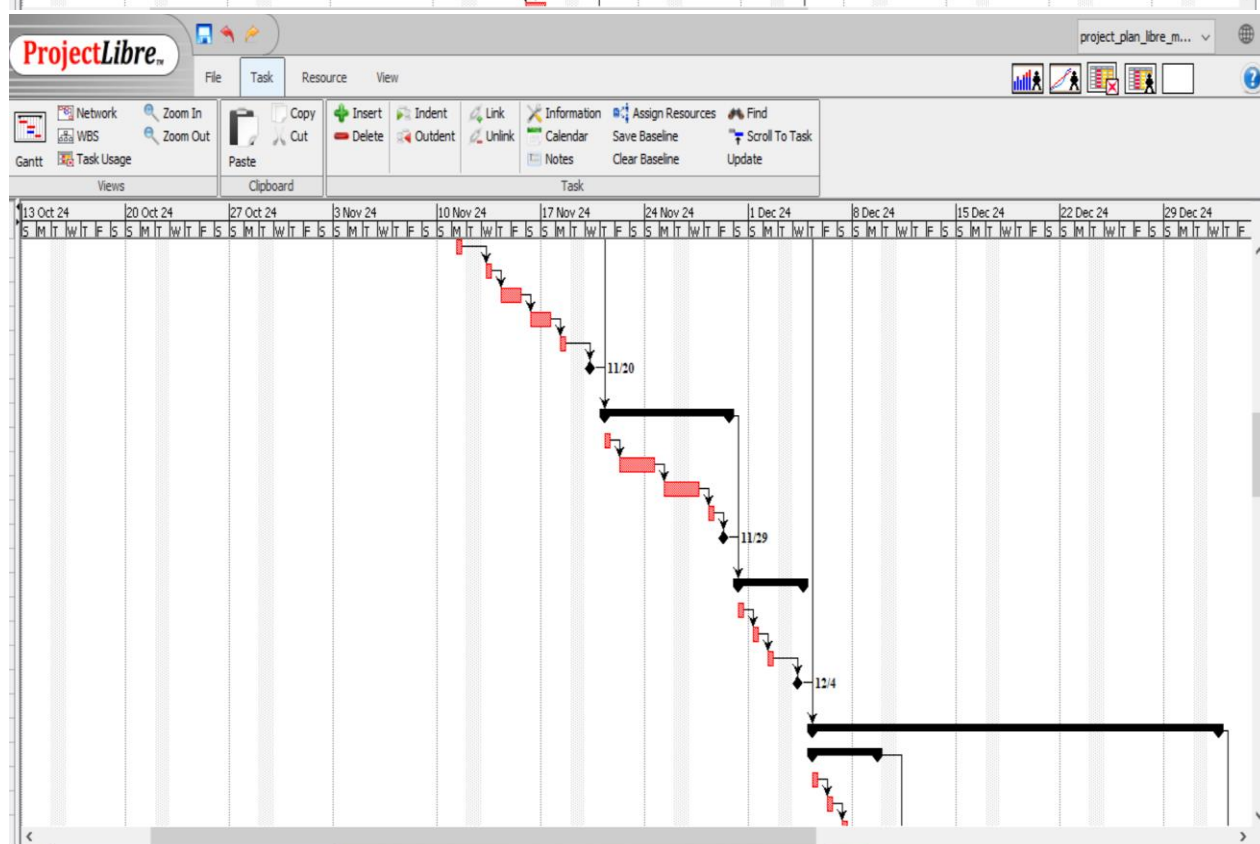 project_plan_libre_m...
ProjectLibre™
File Task Resource View
Network Zoom In Copy Insert Indent Link Information Assign Resources Find
WBS Zoom Out Cut Delete Outdent Unlink Calendar Save Baseline Scroll To Task
Gantt Task Usage Paste Notes Clear Baseline Update
Views Clipboard Task
13 Oct 24 20 Oct 24 27 Oct 24 3 Nov 24 10 Nov 24 17 Nov 24 24 Nov 24 1 Dec 24 8 Dec 24 15 Dec 24 22 Dec 24 29 Dec 24
S M T W T F S S M T W T F S S M T W T F S S M T W T F S S M T W T F S S M T W T F S S M T W T F S S M T W T F S S M T W T F S S M T W T F S S M T W T F S S M T W T F
11/20
11/29
12/4